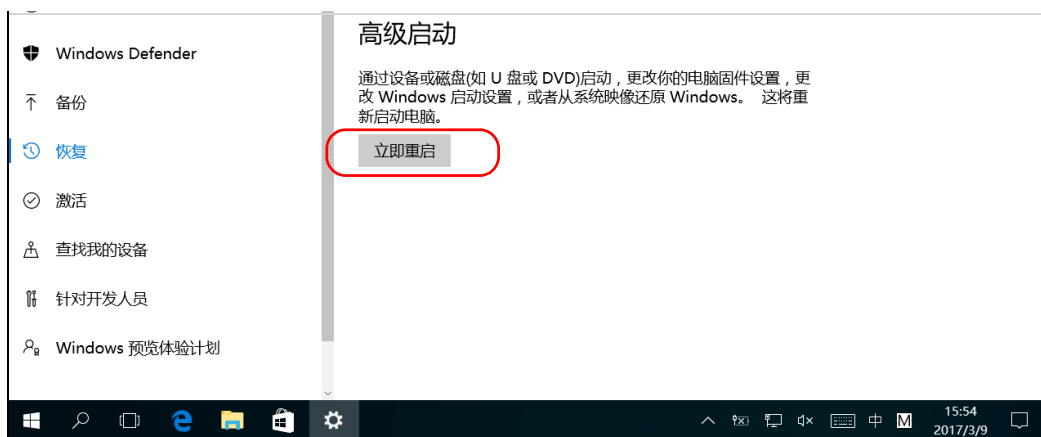 高级启动
Windows Defender
通过设备或磁盘(如 U 盘或 DVD)启动，更改你的电脑固件设置，更
改 Windows 启动设置，或者从系统映像还原 Windows。 这将重
新启动电脑。
备份
立即重启
恢复
激活
查找我的设备
针对开发人员
Windows 预览体验计划
中
M
15:54
2017/3/9